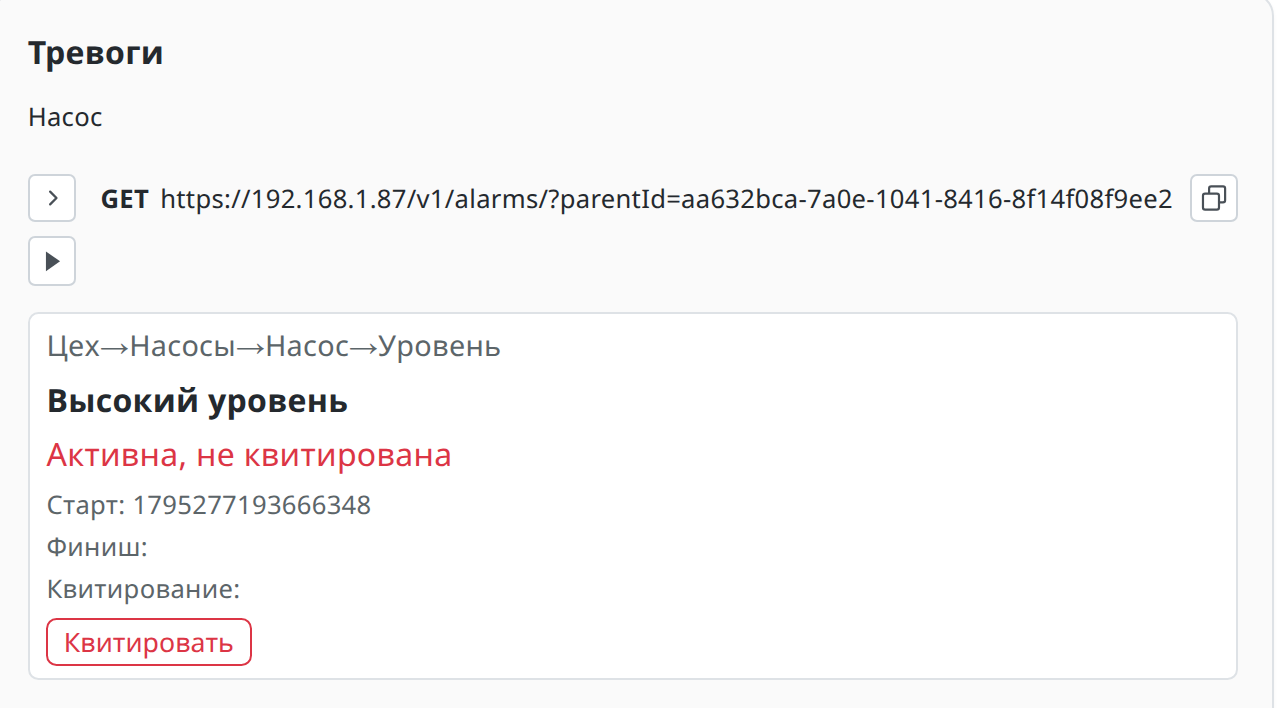 Тревоги
Насос
GET https://192.168.1.87/v1/alarms/?parentId=aa632bca-7a0e-1041-8416-8f14f08f9ee2
Цех→Насосы→Насос→Уровень
Высокий уровень
Активна, не квитирована
Старт: 1795277193666348
Финиш:
Квитирование:
Квитировать